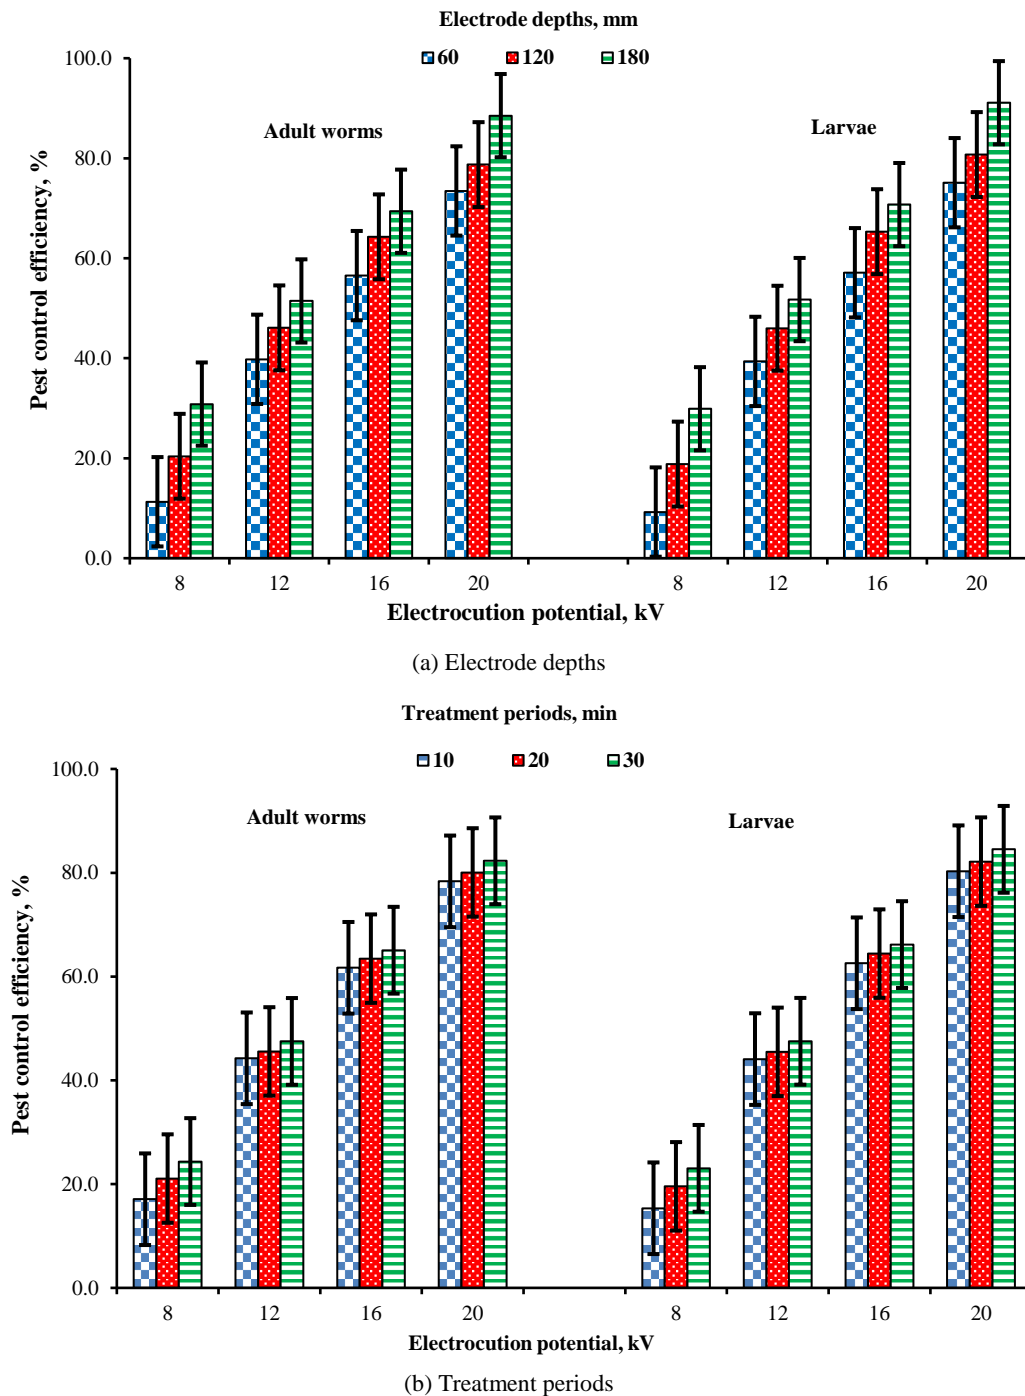 Electrode depths, mm
60 120 180
100.0
80.0
60.0
40.0
20.0
0.0
Pest control efficiency, %
Adult worms
Larvae
8 12 16 20 8 12 16 20
Electrocution potential, kV
(a) Electrode depths
Treatment periods, min
10 20 30
100.0
80.0
60.0
40.0
20.0
0.0
Pest control efficiency, %
Adult worms
Larvae
8 12 16 20 8 12 16 20
Electrocution potential, kV
(b) Treatment periods